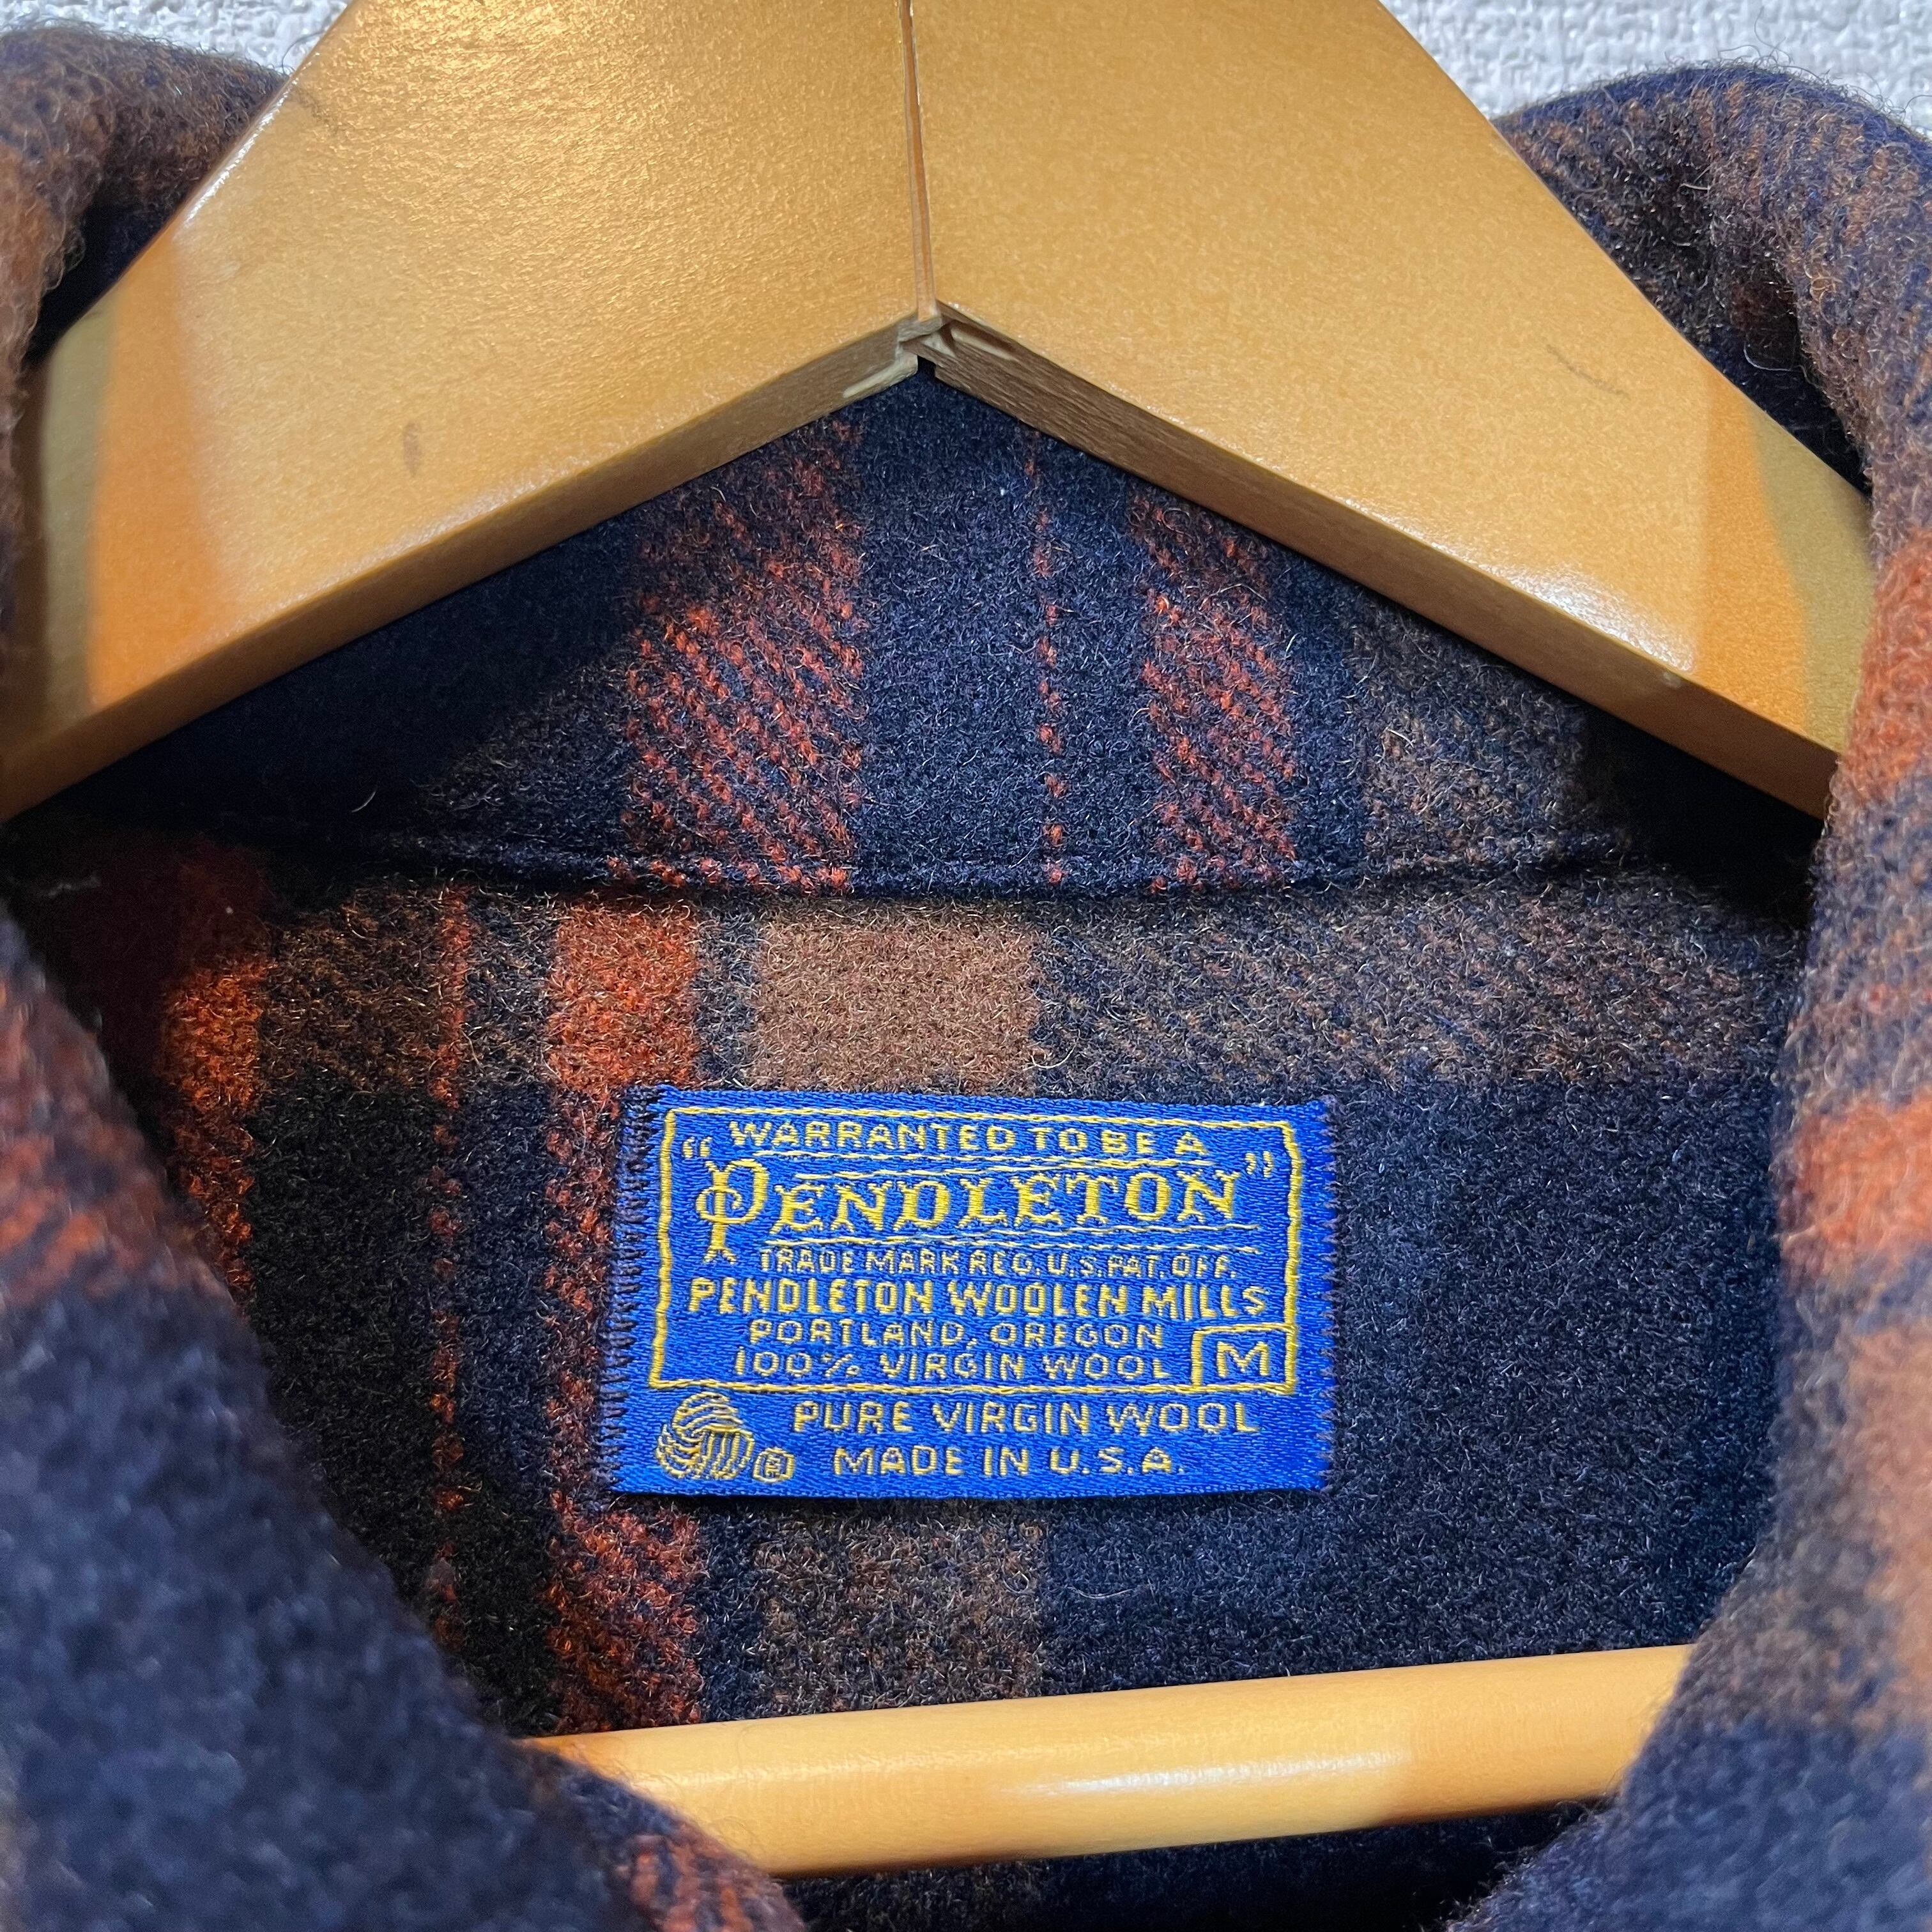 WARRANTED TO BE A
"PENDLETON"
TRADE MARK REG. U.S. PAT. OFF.
PENDLETON WOOLEN MILLS
PORTLAND, OREGON
100% VIRGIN WOOL M
PURE VIRGIN WOOL
® MADE IN U.S.A.